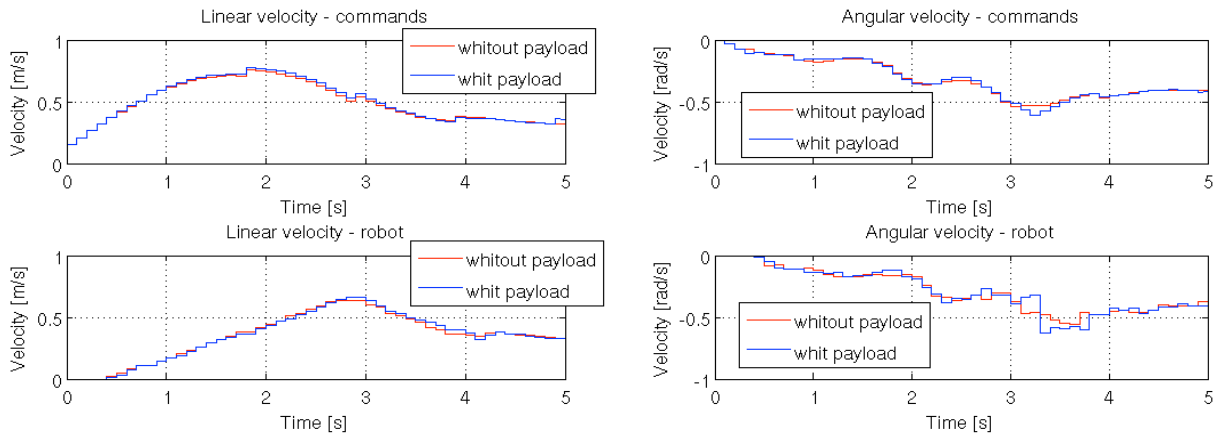 Linear velocity - commands
Velocity [m/s]
1
0.5
0
whitout payload
whit payload
0 1 2 3 4 5
Time [s]
Angular velocity - commands
Velocity [rad/s]
0
-0.5
-1
whitout payload
whit payload
0 1 2 3 4 5
Time [s]
Linear velocity - robot
Velocity [m/s]
1
0.5
0
whitout payload
whit payload
0 1 2 3 4 5
Time [s]
Angular velocity - robot
Velocity [rad/s]
0
-0.5
-1
whitout payload
whit payload
0 1 2 3 4 5
Time [s]